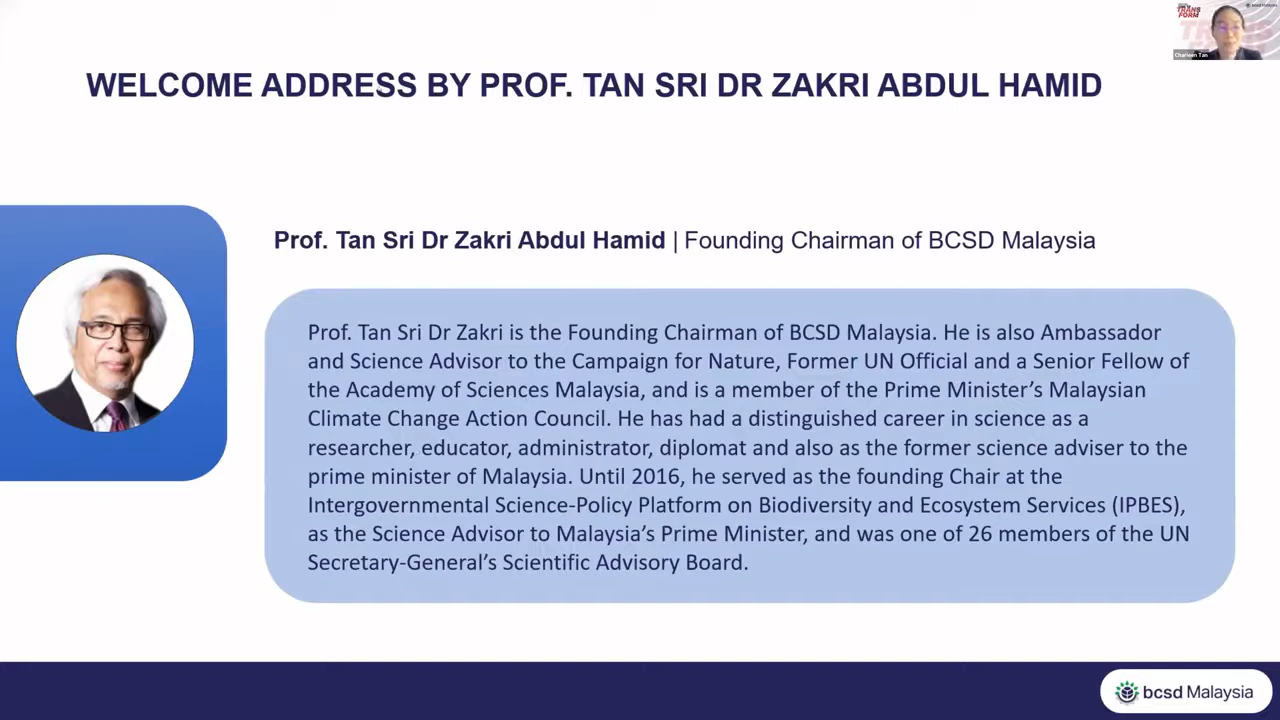 TRANS
FORM
bcsd Malaysia
Charleen Tan
WELCOME ADDRESS BY PROF. TAN SRI DR ZAKRI ABDUL HAMID
Prof. Tan Sri Dr Zakri Abdul Hamid | Founding Chairman of BCSD Malaysia
Prof. Tan Sri Dr Zakri is the Founding Chairman of BCSD Malaysia. He is also Ambassador
and Science Advisor to the Campaign for Nature, Former UN Official and a Senior Fellow of
the Academy of Sciences Malaysia, and is a member of the Prime Minister’s Malaysian
Climate Change Action Council. He has had a distinguished career in science as a
researcher, educator, administrator, diplomat and also as the former science adviser to the
prime minister of Malaysia. Until 2016, he served as the founding Chair at the
Intergovernmental Science-Policy Platform on Biodiversity and Ecosystem Services (IPBES),
as the Science Advisor to Malaysia’s Prime Minister, and was one of 26 members of the UN
Secretary-General’s Scientific Advisory Board.
bcsd Malaysia